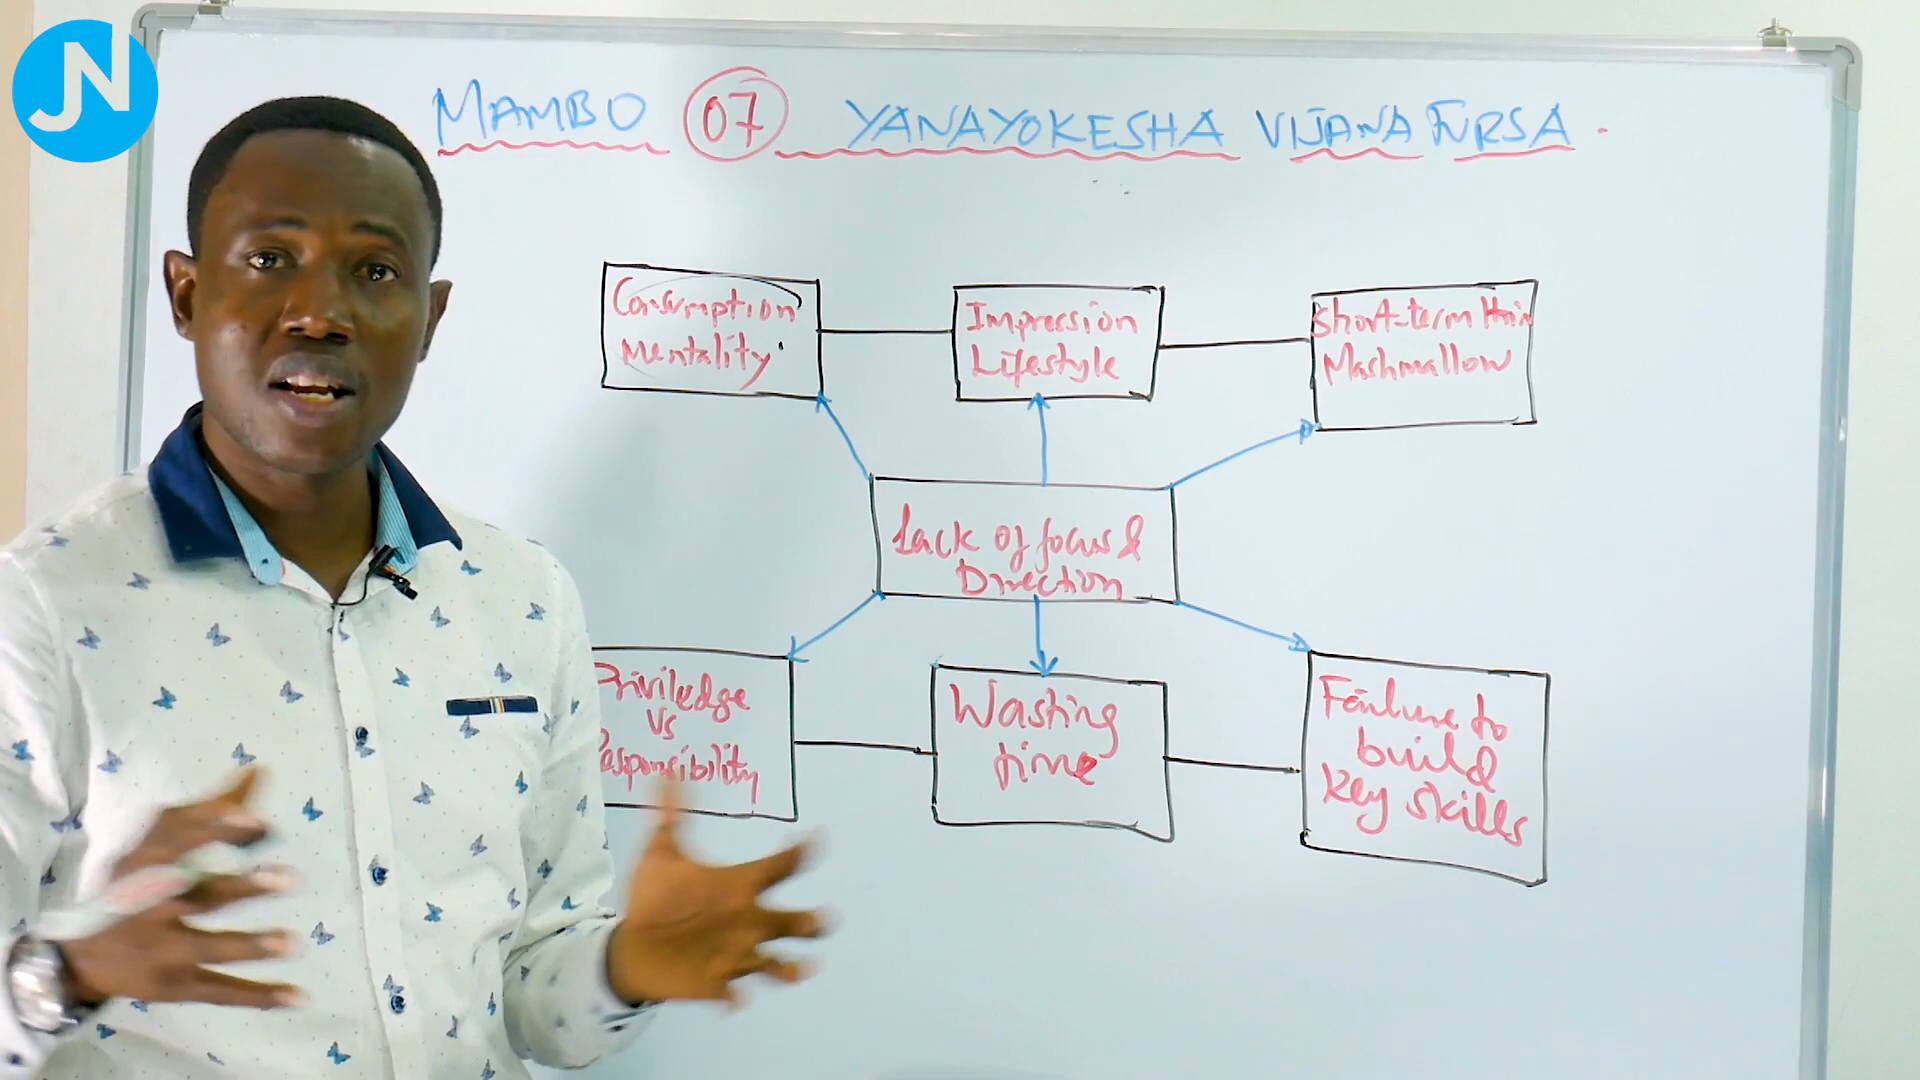 JN
MAMBO 07 YANAYOKESHA VIJANA FURSA.
Consumption
Mentality
Impression
Lifestyle
Short-term
Mashmallow
Lack of focus &
Direction
Priviledge
Vs
Responsibility
Wasting
time
Failure to
build
Key skills